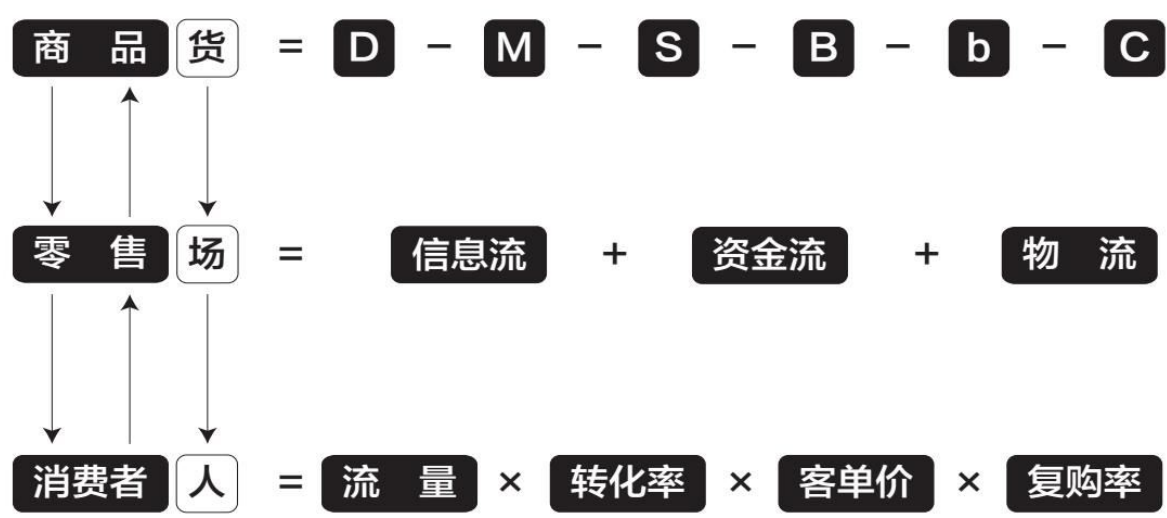 商品 货 = D - M - S - B - b - C
零售 场 = 信息流 + 资金流 + 物流
消费者 人 = 流量 × 转化率 × 客单价 × 复购率